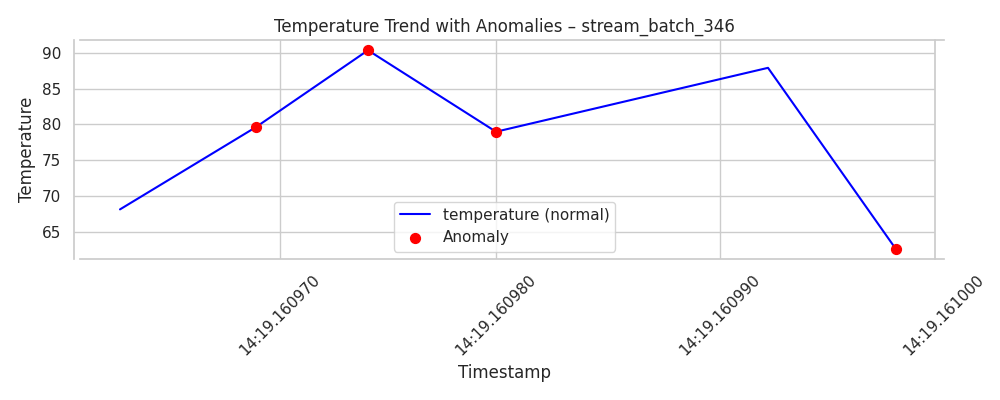 Temperature Trend with Anomalies – stream_batch_346
Temperature
90
85
80
75
70
65
temperature (normal)
Anomaly
14:19.160970
14:19.160980
14:19.160990
14:19.161000
Timestamp